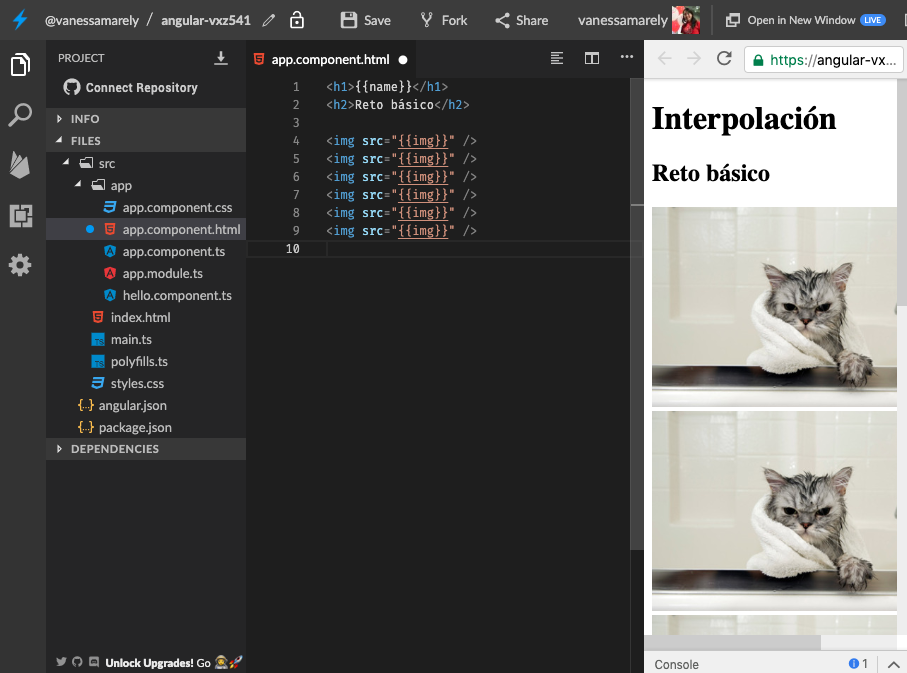 @vanessamarely / angular-vxz541
Save
Fork
Share
vanessamarely
Open in New Window LIVE
PROJECT
Connect Repository
INFO
FILES
src
app
app.component.css
app.component.html
app.component.ts
app.module.ts
hello.component.ts
index.html
main.ts
polyfills.ts
styles.css
angular.json
package.json
DEPENDENCIES
Unlock Upgrades! Go
app.component.html
1 <h1>{{name}}</h1>
2 <h2>Reto básico</h2>
3
4 <img src="{{img}}" />
5 <img src="{{img}}" />
6 <img src="{{img}}" />
7 <img src="{{img}}" />
8 <img src="{{img}}" />
9 <img src="{{img}}" />
10
https://angular-vx...
Interpolación
Reto básico
Console 1